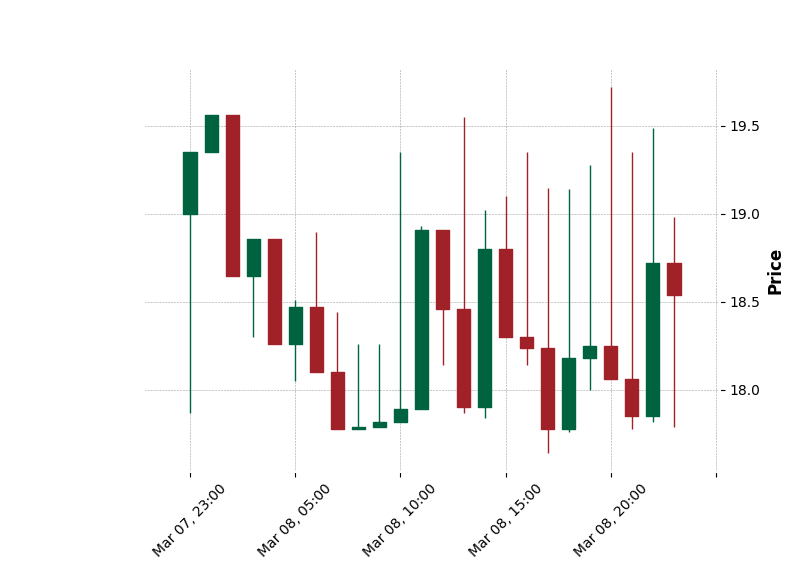 19.5
19.0
18.5
18.0
Price
Mar 07, 23:00
Mar 08, 05:00
Mar 08, 10:00
Mar 08, 15:00
Mar 08, 20:00